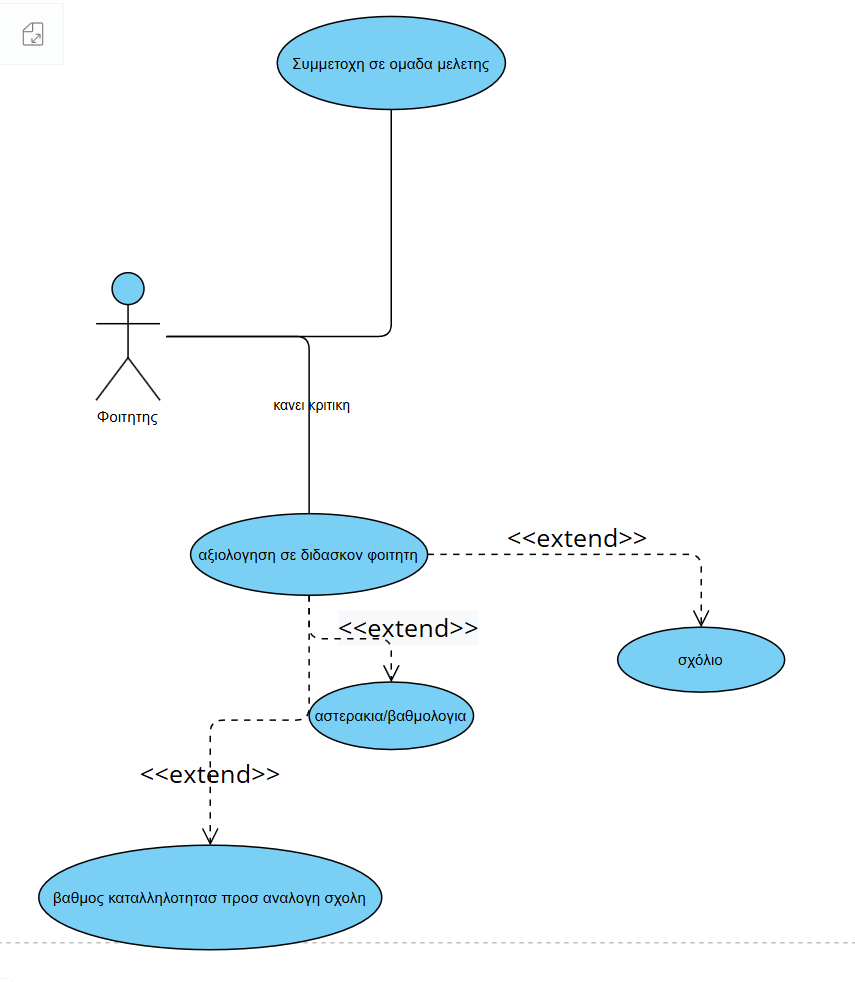 Συμμετοχη σε ομαδα μελετης
Φοιτητης
κανει κριτικη
αξιολογηση σε διδασκον φοιτητη
<<extend>>
<<extend>>
σχόλιο
αστερακια/βαθμολογια
<<extend>>
βαθμος καταλληλοτητασ προσ αναλογη σχολη